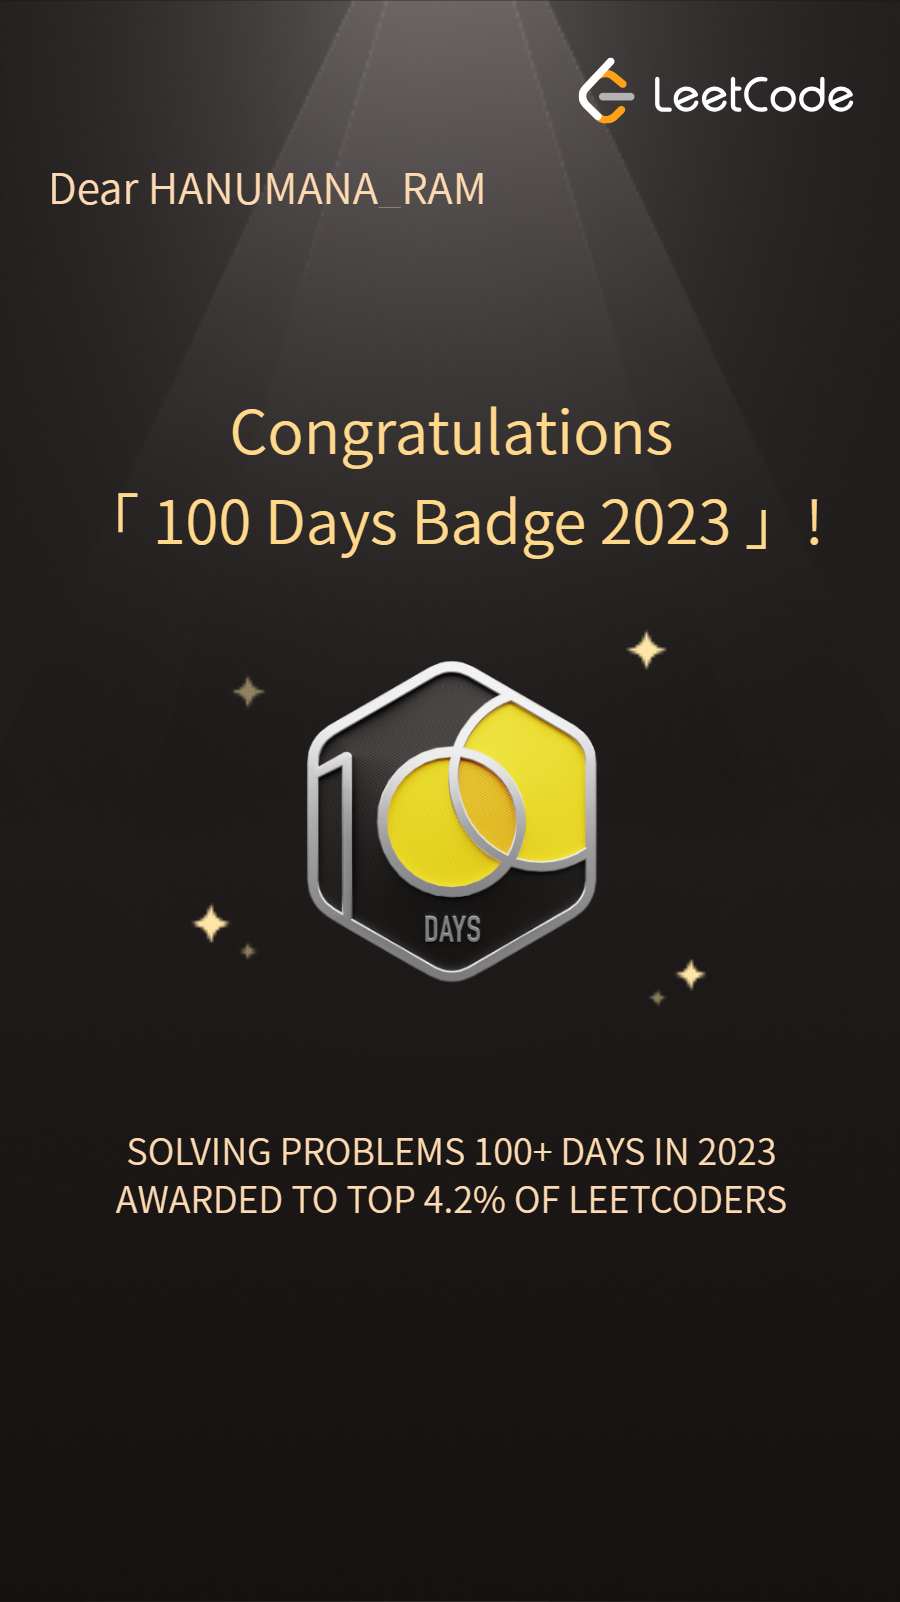 LeetCode
Dear HANUMANA_RAM
Congratulations
「 100 Days Badge 2023 」!
100
DAYS
SOLVING PROBLEMS 100+ DAYS IN 2023
AWARDED TO TOP 4.2% OF LEETCODERS